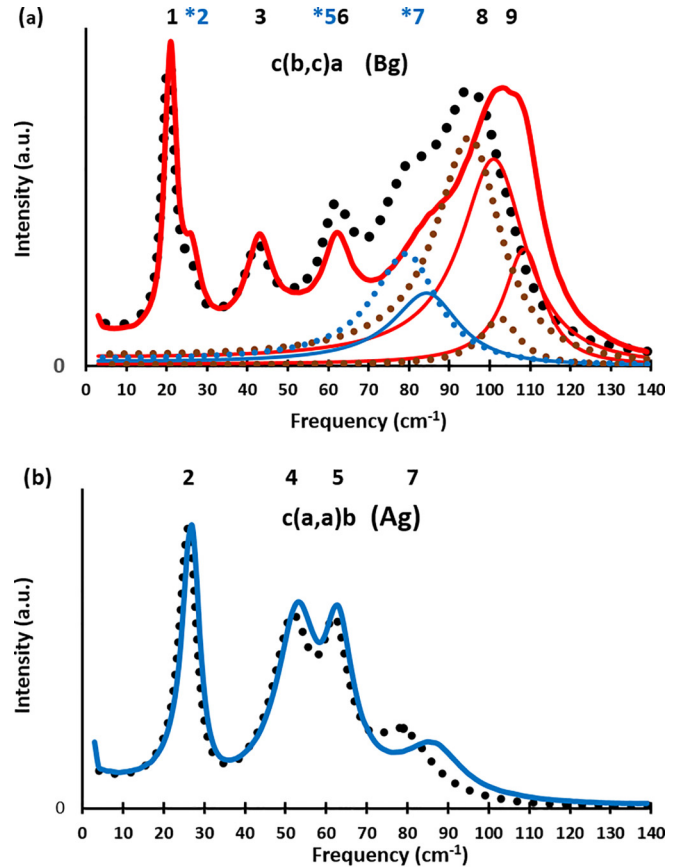 (a)
1 *2 3 *56 *7 8 9
c(b,c)a (Bg)
Intensity (a.u.)
0
0 10 20 30 40 50 60 70 80 90 100 110 120 130 140
Frequency (cm-1)
(b)
2 4 5 7
c(a,a)b (Ag)
Intensity (a.u.)
0
0 10 20 30 40 50 60 70 80 90 100 110 120 130 140
Frequency (cm-1)